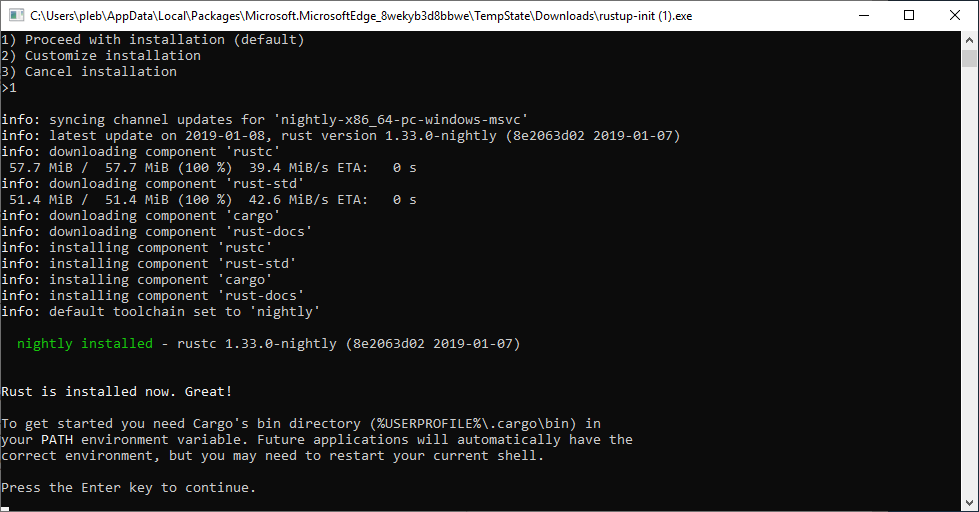 C:\Users\pleb\AppData\Local\Packages\Microsoft.MicrosoftEdge_8wekyb3d8bbwe\TempState\Downloads\rustup-init (1).exe
1) Proceed with installation (default)
2) Customize installation
3) Cancel installation
>1
info: syncing channel updates for 'nightly-x86_64-pc-windows-msvc'
info: latest update on 2019-01-08, rust version 1.33.0-nightly (8e2063d02 2019-01-07)
info: downloading component 'rustc'
57.7 MiB /  57.7 MiB (100 %)  39.4 MiB/s ETA:   0 s
info: downloading component 'rust-std'
51.4 MiB /  51.4 MiB (100 %)  42.6 MiB/s ETA:   0 s
info: downloading component 'cargo'
info: downloading component 'rust-docs'
info: installing component 'rustc'
info: installing component 'rust-std'
info: installing component 'cargo'
info: installing component 'rust-docs'
info: default toolchain set to 'nightly'
nightly installed - rustc 1.33.0-nightly (8e2063d02 2019-01-07)
Rust is installed now. Great!
To get started you need Cargo's bin directory (%USERPROFILE%\.cargo\bin) in
your PATH environment variable. Future applications will automatically have the
correct environment, but you may need to restart your current shell.
Press the Enter key to continue.